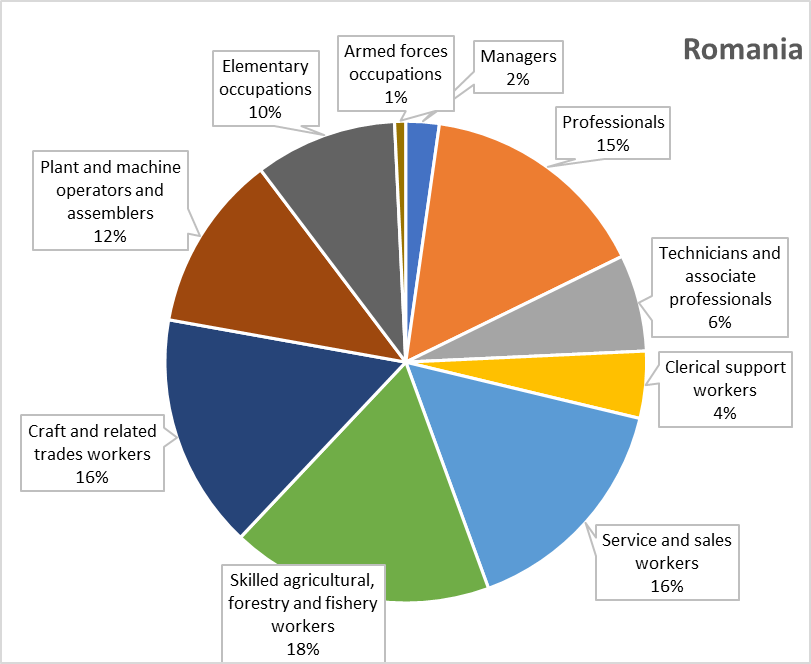 Romania
Armed forces
occupations
1%
Managers
2%
Elementary
occupations
10%
Professionals
15%
Plant and machine
operators and
assemblers
12%
Technicians and
associate
professionals
6%
Clerical support
workers
4%
Craft and related
trades workers
16%
Service and sales
workers
16%
Skilled agricultural,
forestry and fishery
workers
18%